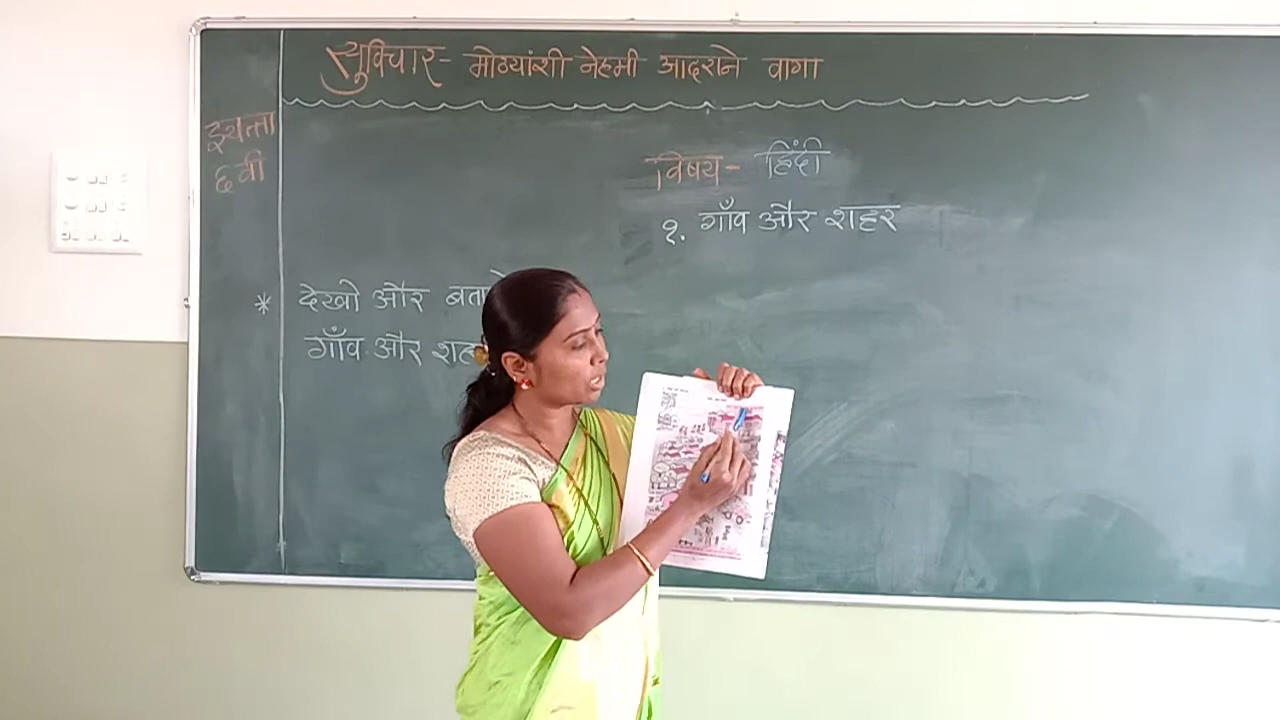 सुविचार- मोठ्यांशी नेहमी आदराने वागा
इयत्ता
६वी
विषय- हिंदी
१. गाँव और शहर
* देखो और
गाँव और